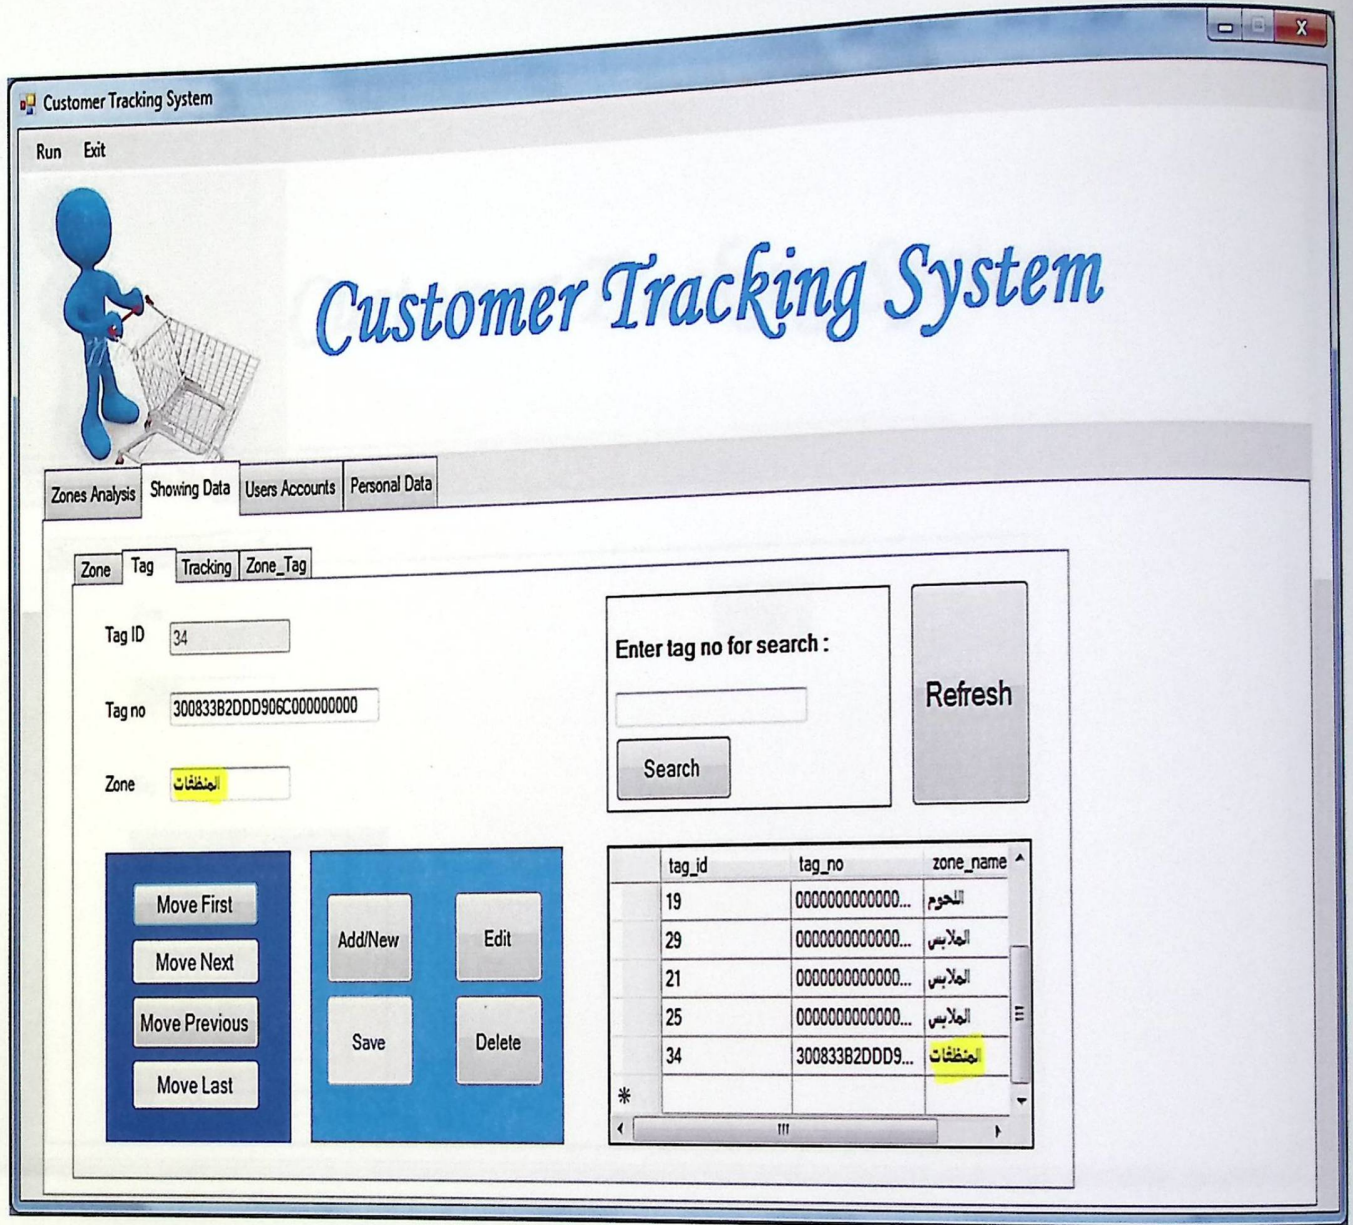 Customer Tracking System
Run Exit
Customer Tracking System
Zones Analysis Showing Data Users Accounts Personal Data
Zone Tag Tracking Zone_Tag
Tag ID 34
Tag no 300833B2DDD906C000000000
Zone المنظفات
Enter tag no for search :
Search
Refresh
Move First
Move Next
Move Previous
Move Last
Add/New Edit
Save Delete
tag_id tag_no zone_name
19 0000000000000... اللحوم
29 0000000000000... الملابس
21 0000000000000... الملابس
25 0000000000000... الملابس
34 300833B2DDD9... المنظفات